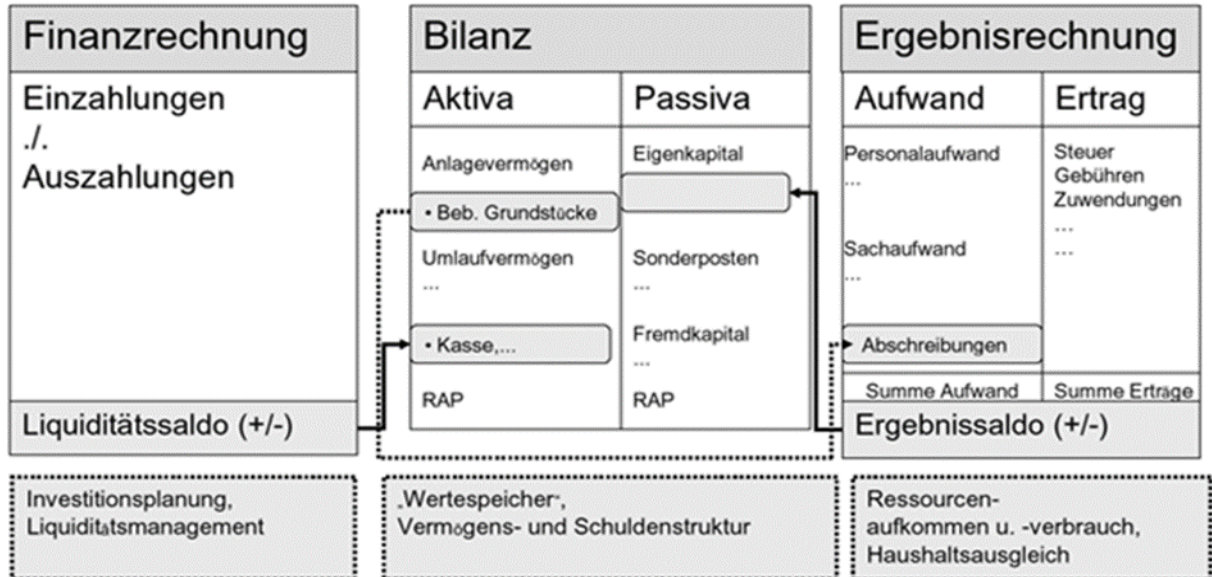 Finanzrechnung
Einzahlungen
./.
Auszahlungen
Liquiditätssaldo (+/-)
Investitionsplanung,
Liquiditätsmanagement
Bilanz
Aktiva
Anlagevermögen
• Beb. Grundstücke
Umlaufvermögen
...
• Kasse,...
RAP
Passiva
Eigenkapital
Sonderposten
...
Fremdkapital
...
RAP
„Wertespeicher“,
Vermögens- und Schuldenstruktur
Ergebnisrechnung
Aufwand
Personalaufwand
...
Sachaufwand
...
Abschreibungen
Summe Aufwand
Ertrag
Steuer
Gebühren
Zuwendungen
...
...
Summe Erträge
Ergebnissaldo (+/-)
Ressourcen-
aufkommen u. -verbrauch,
Haushaltsausgleich